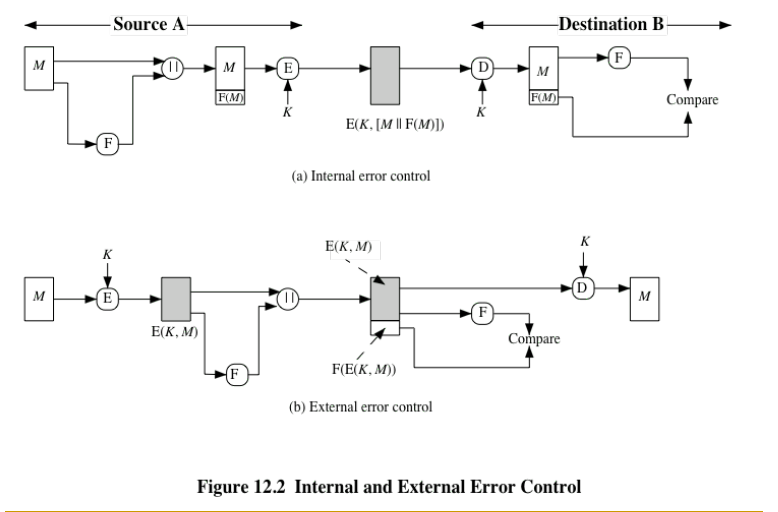 Source A
Destination B
M
F
||
M
F(M)
E
K
E(K, [M || F(M)])
D
K
M
F(M)
F
Compare
(a) Internal error control
M
K
E
E(K, M)
F
||
E(K, M)
F(E(K, M))
F
Compare
K
D
M
(b) External error control
Figure 12.2 Internal and External Error Control